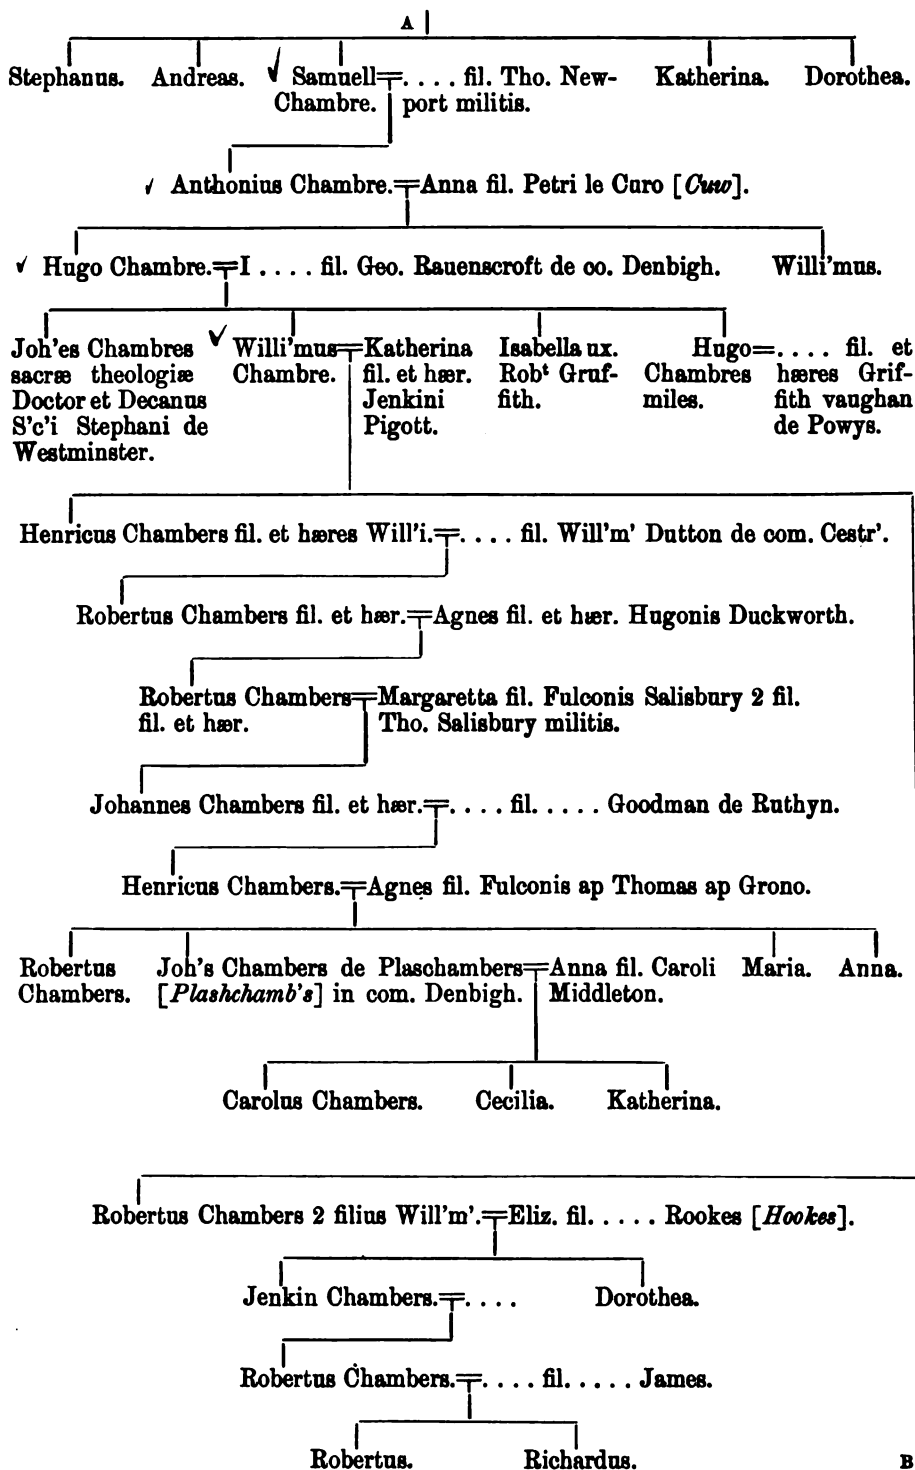 A
Stephanus. Andreas. Samuell=. . . . fil. Tho. New- Katherina. Dorothea.
Chambre. port militis.
Anthonius Chambre.=Anna fil. Petri le Curo [Cuw].
Hugo Chambre.=I . . . . fil. Geo. Rauenscroft de co. Denbigh. Willi'mus.
Joh'es Chambres Willi'mus=Katherina Isabella ux. Hugo=. . . . fil. et
sacræ theologiæ Chambre. fil. et hær. Robt Gruf- Chambres hæres Grif-
Doctor et Decanus Jenkini fith. miles. fith vaughan
S'c'i Stephani de Pigott. de Powys.
Westminster.
Henricus Chambers fil. et hæres Will'i.=. . . . fil. Will'm' Dutton de com. Cestr'.
Robertus Chambers fil. et hær.=Agnes fil. et hær. Hugonis Duckworth.
Robertus Chambers=Margaretta fil. Fulconis Salisbury 2 fil.
fil. et hær. Tho. Salisbury militis.
Johannes Chambers fil. et hær.=. . . . fil. . . . . Goodman de Ruthyn.
Henricus Chambers.=Agnes fil. Fulconis ap Thomas ap Grono.
Robertus Joh's Chambers de Plaschambers=Anna fil. Caroli Maria. Anna.
Chambers. [Plashchamb's] in com. Denbigh. Middleton.
Carolus Chambers. Cecilia. Katherina.
Robertus Chambers 2 filius Will'm'.=Eliz. fil. . . . . Rookes [Hookes].
Jenkin Chambers.=. . . . Dorothea.
Robertus Chambers.=. . . . fil. . . . . James.
Robertus. Richardus.
B